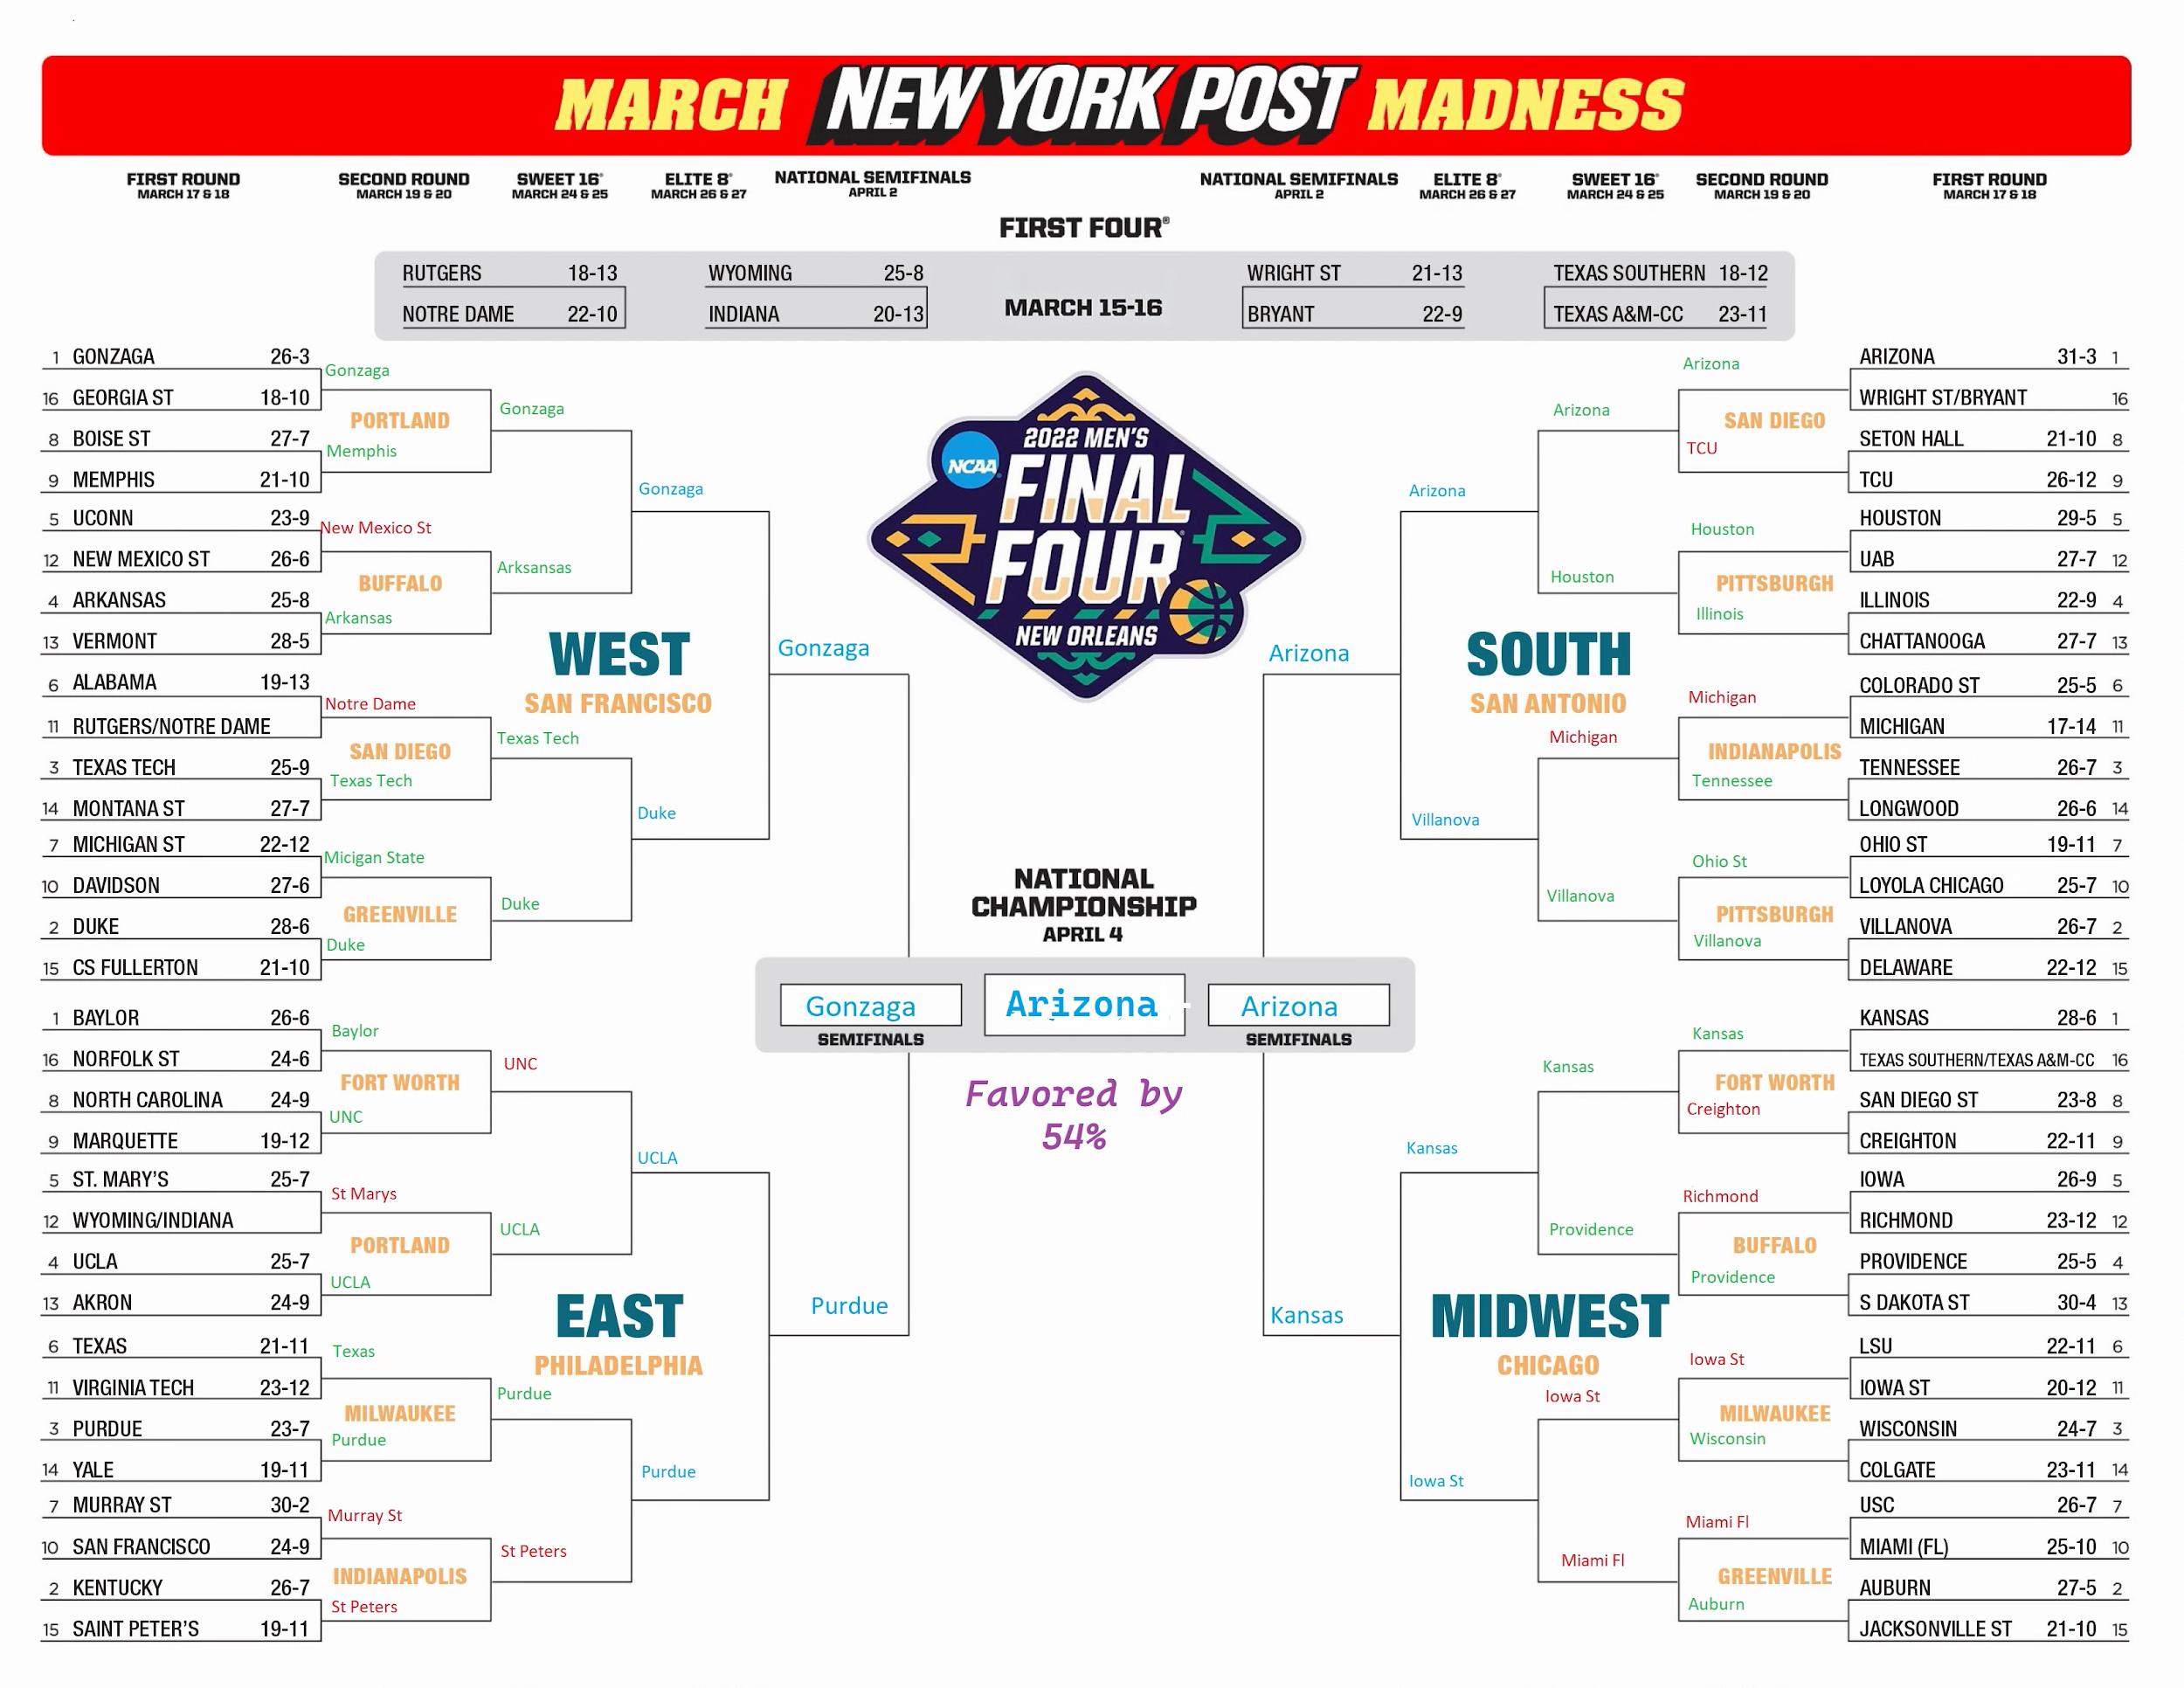 MARCH NEW YORK POST MADNESS
FIRST ROUND
MARCH 17 & 18
SECOND ROUND
MARCH 19 & 20
SWEET 16®
MARCH 24 & 25
ELITE 8®
MARCH 26 & 27
NATIONAL SEMIFINALS
APRIL 2
NATIONAL SEMIFINALS
APRIL 2
ELITE 8®
MARCH 26 & 27
SWEET 16®
MARCH 24 & 25
SECOND ROUND
MARCH 19 & 20
FIRST ROUND
MARCH 17 & 18
FIRST FOUR®
RUTGERS 18-13
NOTRE DAME 22-10
WYOMING 25-8
INDIANA 20-13
MARCH 15-16
WRIGHT ST 21-13
BRYANT 22-9
TEXAS SOUTHERN 18-12
TEXAS A&M-CC 23-11
1 GONZAGA 26-3
16 GEORGIA ST 18-10
8 BOISE ST 27-7
9 MEMPHIS 21-10
5 UCONN 23-9
12 NEW MEXICO ST 26-6
4 ARKANSAS 25-8
13 VERMONT 28-5
6 ALABAMA 19-13
11 RUTGERS/NOTRE DAME
3 TEXAS TECH 25-9
14 MONTANA ST 27-7
7 MICHIGAN ST 22-12
10 DAVIDSON 27-6
2 DUKE 28-6
15 CS FULLERTON 21-10
Gonzaga
PORTLAND
Memphis
New Mexico St
BUFFALO
Arkansas
Notre Dame
SAN DIEGO
Texas Tech
Micigan State
GREENVILLE
Duke
Gonzaga
Arksansas
Texas Tech
Duke
Gonzaga
Duke
WEST
SAN FRANCISCO
Gonzaga
1 BAYLOR 26-6
16 NORFOLK ST 24-6
8 NORTH CAROLINA 24-9
9 MARQUETTE 19-12
5 ST. MARY'S 25-7
12 WYOMING/INDIANA
4 UCLA 25-7
13 AKRON 24-9
6 TEXAS 21-11
11 VIRGINIA TECH 23-12
3 PURDUE 23-7
14 YALE 19-11
7 MURRAY ST 30-2
10 SAN FRANCISCO 24-9
2 KENTUCKY 26-7
15 SAINT PETER'S 19-11
Baylor
FORT WORTH
UNC
St Marys
PORTLAND
UCLA
Texas
MILWAUKEE
Purdue
Murray St
INDIANAPOLIS
St Peters
UNC
UCLA
Purdue
St Peters
UCLA
Purdue
EAST
PHILADELPHIA
Purdue
NCAA
2022 MEN'S
FINAL
FOUR
NEW ORLEANS
NATIONAL
CHAMPIONSHIP
APRIL 4
Gonzaga
SEMIFINALS
Arizona
Arizona
SEMIFINALS
Favored by
54%
ARIZONA 31-3 1
WRIGHT ST/BRYANT 16
SETON HALL 21-10 8
TCU 26-12 9
HOUSTON 29-5 5
UAB 27-7 12
ILLINOIS 22-9 4
CHATTANOOGA 27-7 13
COLORADO ST 25-5 6
MICHIGAN 17-14 11
TENNESSEE 26-7 3
LONGWOOD 26-6 14
OHIO ST 19-11 7
LOYOLA CHICAGO 25-7 10
VILLANOVA 26-7 2
DELAWARE 22-12 15
Arizona
SAN DIEGO
TCU
Houston
PITTSBURGH
Illinois
Michigan
INDIANAPOLIS
Tennessee
Ohio St
PITTSBURGH
Villanova
Arizona
Houston
Michigan
Villanova
Arizona
Villanova
SOUTH
SAN ANTONIO
Arizona
KANSAS 28-6 1
TEXAS SOUTHERN/TEXAS A&M-CC 16
SAN DIEGO ST 23-8 8
CREIGHTON 22-11 9
IOWA 26-9 5
RICHMOND 23-12 12
PROVIDENCE 25-5 4
S DAKOTA ST 30-4 13
LSU 22-11 6
IOWA ST 20-12 11
WISCONSIN 24-7 3
COLGATE 23-11 14
USC 26-7 7
MIAMI (FL) 25-10 10
AUBURN 27-5 2
JACKSONVILLE ST 21-10 15
Kansas
FORT WORTH
Creighton
Richmond
BUFFALO
Providence
Iowa St
MILWAUKEE
Wisconsin
Miami Fl
GREENVILLE
Auburn
Kansas
Providence
Iowa St
Miami Fl
Kansas
Iowa St
MIDWEST
CHICAGO
Kansas